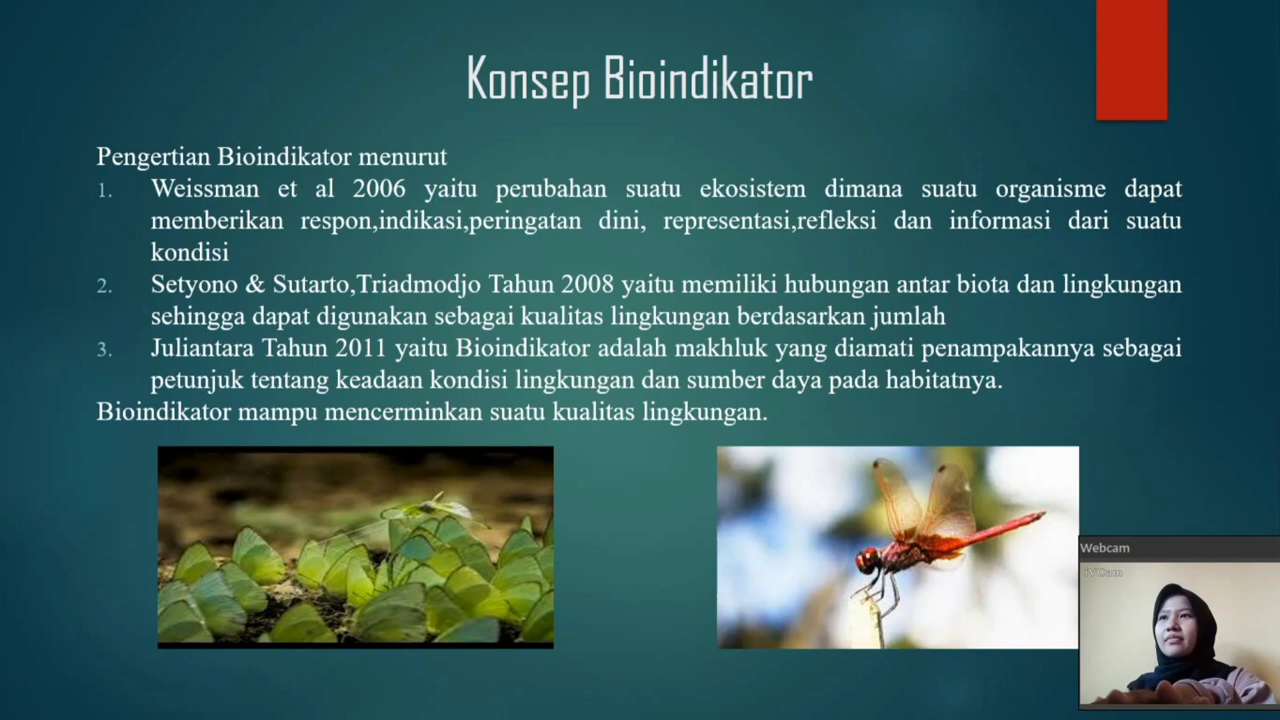 Konsep Bioindikator
Pengertian Bioindikator menurut
1. Weissman et al 2006 yaitu perubahan suatu ekosistem dimana suatu organisme dapat
memberikan respon,indikasi,peringatan dini, representasi,refleksi dan informasi dari suatu
kondisi
2. Setyono & Sutarto,Triadmodjo Tahun 2008 yaitu memiliki hubungan antar biota dan lingkungan
sehingga dapat digunakan sebagai kualitas lingkungan berdasarkan jumlah
3. Juliantara Tahun 2011 yaitu Bioindikator adalah makhluk yang diamati penampakannya sebagai
petunjuk tentang keadaan kondisi lingkungan dan sumber daya pada habitatnya.
Bioindikator mampu mencerminkan suatu kualitas lingkungan.
Webcam
iVCam